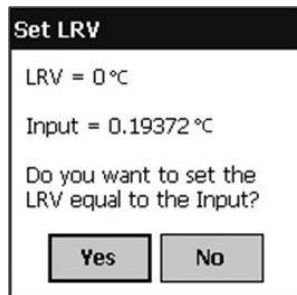 Set LRV
LRV = 0°C
Input = 0.19372°C
Do you want to set the
LRV equal to the Input?
Yes
No